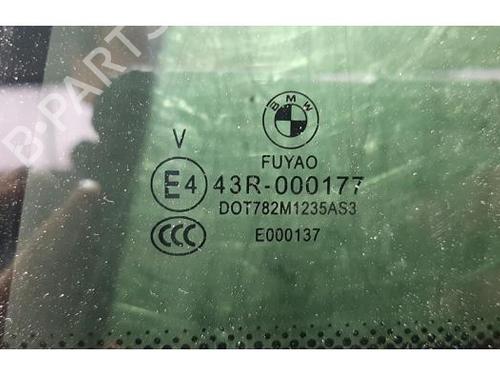 B-PARTS
BMW
V
FUYAO
E4 43R-000177
DOT782M1235AS3
CCC E000137